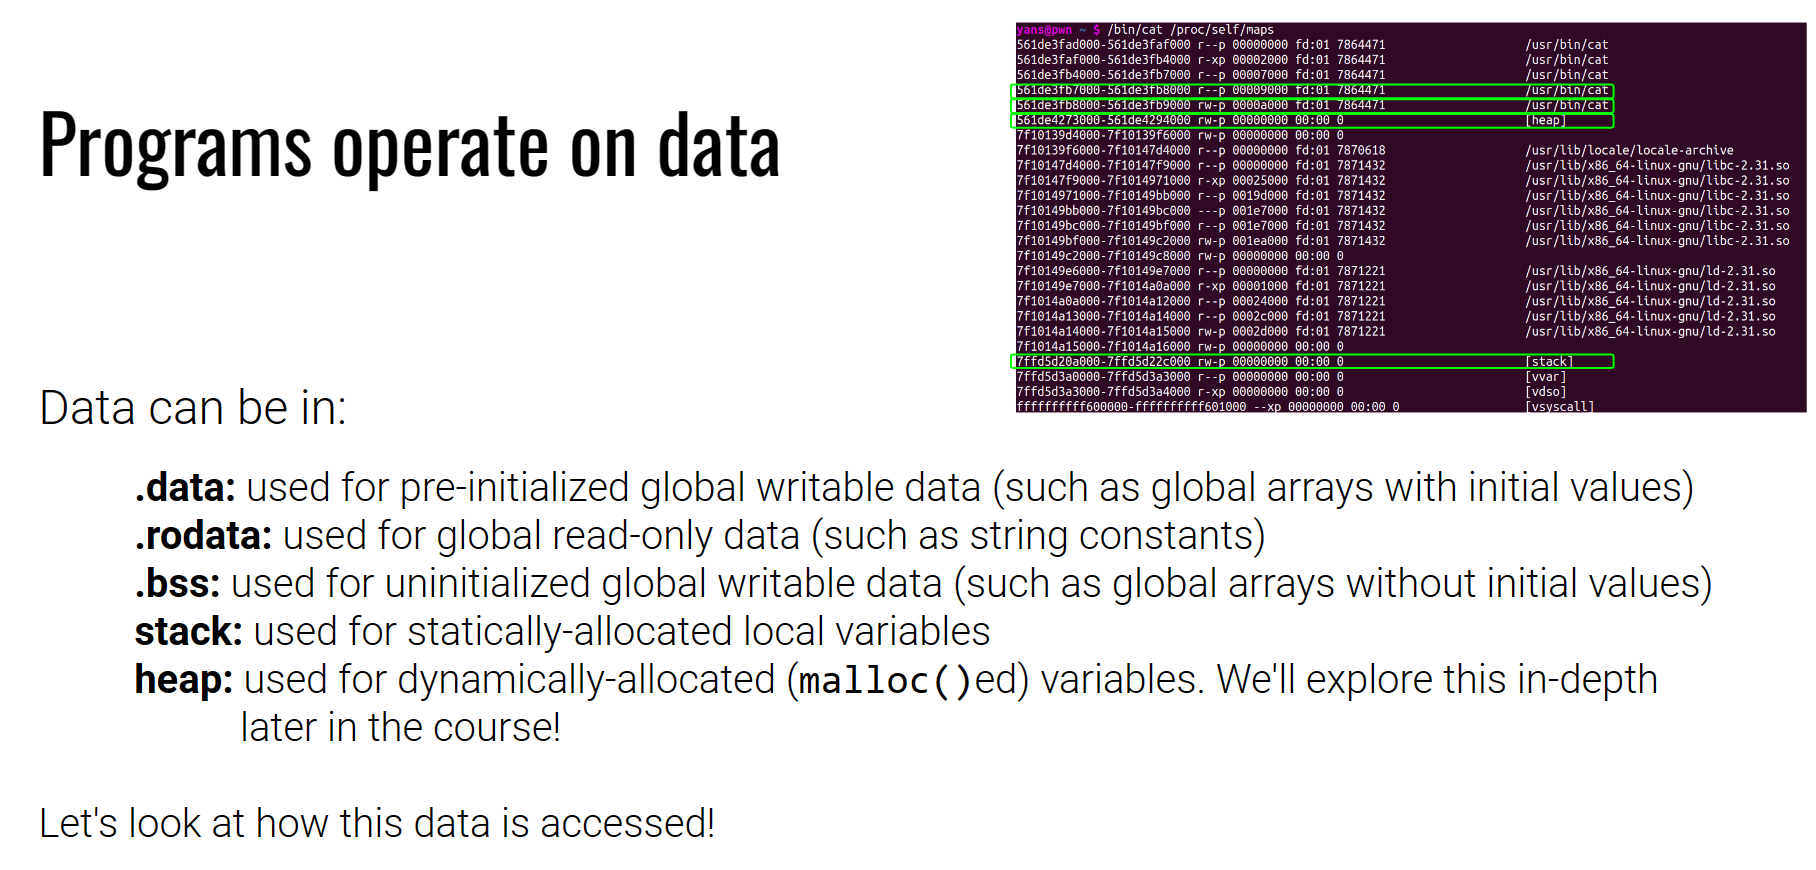 Programs operate on data
yans@pwn ~ $ /bin/cat /proc/self/maps
561de3fad000-561de3faf000 r--p 00000000 fd:01 7864471 /usr/bin/cat
561de3faf000-561de3fb4000 r-xp 00002000 fd:01 7864471 /usr/bin/cat
561de3fb4000-561de3fb7000 r--p 00007000 fd:01 7864471 /usr/bin/cat
561de3fb7000-561de3fb8000 r--p 00009000 fd:01 7864471 /usr/bin/cat
561de3fb8000-561de3fb9000 rw-p 0000a000 fd:01 7864471 /usr/bin/cat
561de4273000-561de4294000 rw-p 00000000 00:00 0 [heap]
7f10139d4000-7f10139f6000 rw-p 00000000 00:00 0
7f10139f6000-7f10147d4000 r--p 00000000 fd:01 7870618 /usr/lib/locale/locale-archive
7f10147d4000-7f10147f9000 r--p 00000000 fd:01 7871432 /usr/lib/x86_64-linux-gnu/libc-2.31.so
7f10147f9000-7f1014971000 r-xp 00025000 fd:01 7871432 /usr/lib/x86_64-linux-gnu/libc-2.31.so
7f1014971000-7f10149bb000 r--p 0019d000 fd:01 7871432 /usr/lib/x86_64-linux-gnu/libc-2.31.so
7f10149bb000-7f10149bc000 ---p 001e7000 fd:01 7871432 /usr/lib/x86_64-linux-gnu/libc-2.31.so
7f10149bc000-7f10149bf000 r--p 001e7000 fd:01 7871432 /usr/lib/x86_64-linux-gnu/libc-2.31.so
7f10149bf000-7f10149c2000 rw-p 001ea000 fd:01 7871432 /usr/lib/x86_64-linux-gnu/libc-2.31.so
7f10149c2000-7f10149c8000 rw-p 00000000 00:00 0
7f10149e6000-7f10149e7000 r--p 00000000 fd:01 7871221 /usr/lib/x86_64-linux-gnu/ld-2.31.so
7f10149e7000-7f1014a0a000 r-xp 00001000 fd:01 7871221 /usr/lib/x86_64-linux-gnu/ld-2.31.so
7f1014a0a000-7f1014a12000 r--p 00024000 fd:01 7871221 /usr/lib/x86_64-linux-gnu/ld-2.31.so
7f1014a13000-7f1014a14000 r--p 0002c000 fd:01 7871221 /usr/lib/x86_64-linux-gnu/ld-2.31.so
7f1014a14000-7f1014a15000 rw-p 0002d000 fd:01 7871221 /usr/lib/x86_64-linux-gnu/ld-2.31.so
7f1014a15000-7f1014a16000 rw-p 00000000 00:00 0
7ffd5d20a000-7ffd5d22c000 rw-p 00000000 00:00 0 [stack]
7ffd5d3a0000-7ffd5d3a3000 r--p 00000000 00:00 0 [vvar]
7ffd5d3a3000-7ffd5d3a4000 r-xp 00000000 00:00 0 [vdso]
ffffffffff600000-ffffffffff601000 --xp 00000000 00:00 0 [vsyscall]
Data can be in:
.data: used for pre-initialized global writable data (such as global arrays with initial values)
.rodata: used for global read-only data (such as string constants)
.bss: used for uninitialized global writable data (such as global arrays without initial values)
stack: used for statically-allocated local variables
heap: used for dynamically-allocated (malloc()ed) variables. We'll explore this in-depth
later in the course!
Let's look at how this data is accessed!